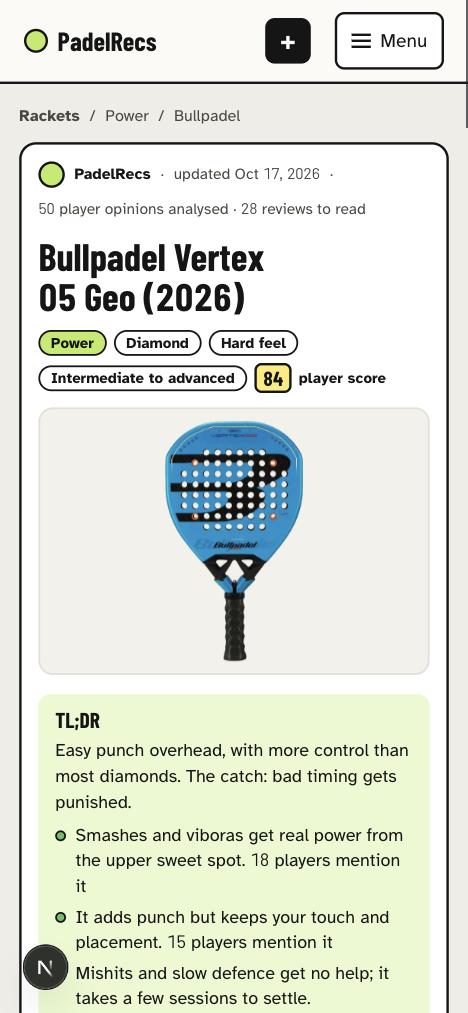 PadelRecs
+
Menu
Rackets / Power / Bullpadel
PadelRecs · updated Oct 17, 2026 ·
50 player opinions analysed · 28 reviews to read
Bullpadel Vertex
05 Geo (2026)
Power
Diamond
Hard feel
Intermediate to advanced
84 player score
Bullpadel
TL;DR
Easy punch overhead, with more control than
most diamonds. The catch: bad timing gets
punished.
Smashes and viboras get real power from
the upper sweet spot. 18 players mention
it
It adds punch but keeps your touch and
placement. 15 players mention it
N
Mishits and slow defence get no help; it
takes a few sessions to settle.